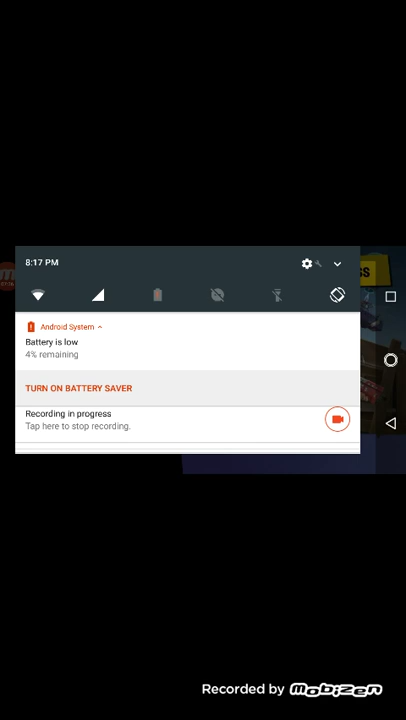 8:17 PM
Android System
Battery is low
4% remaining
TURN ON BATTERY SAVER
Recording in progress
Tap here to stop recording.
Recorded by MOBIZEN